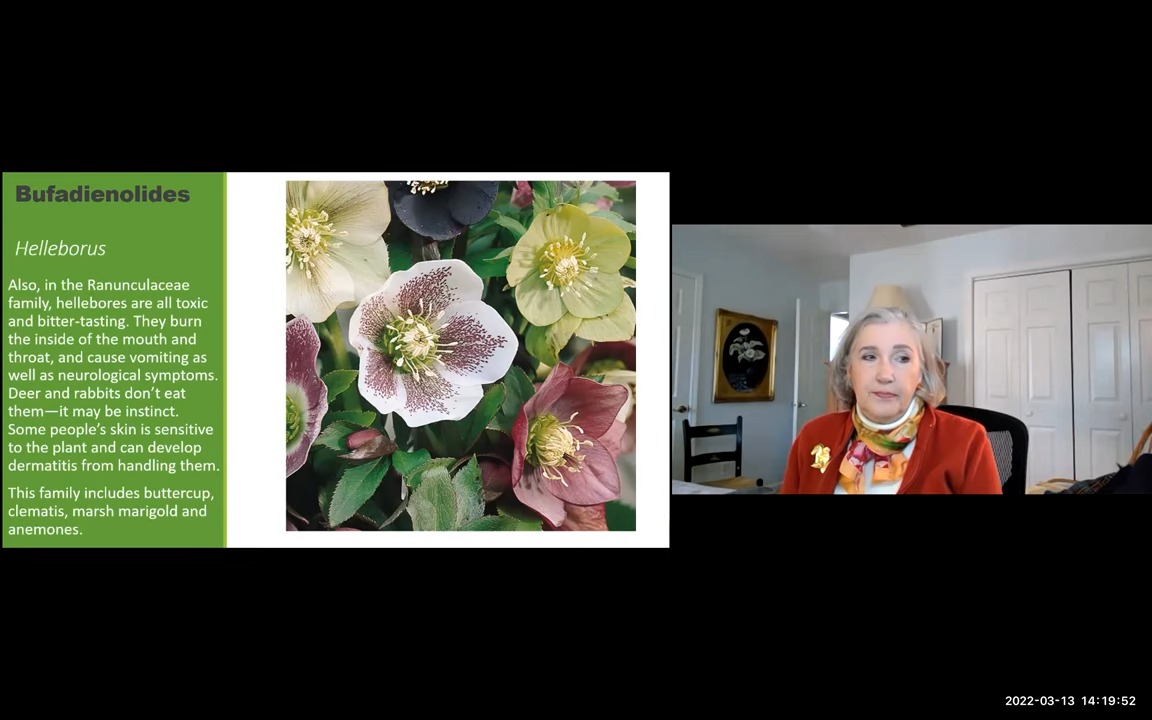 Bufadienolides
Helleborus
Also, in the Ranunculaceae
family, hellebores are all toxic
and bitter-tasting. They burn
the inside of the mouth and
throat, and cause vomiting as
well as neurological symptoms.
Deer and rabbits don’t eat
them—it may be instinct.
Some people’s skin is sensitive
to the plant and can develop
dermatitis from handling them.
This family includes buttercup,
clematis, marsh marigold and
anemones.
2022-03-13 14:19:52